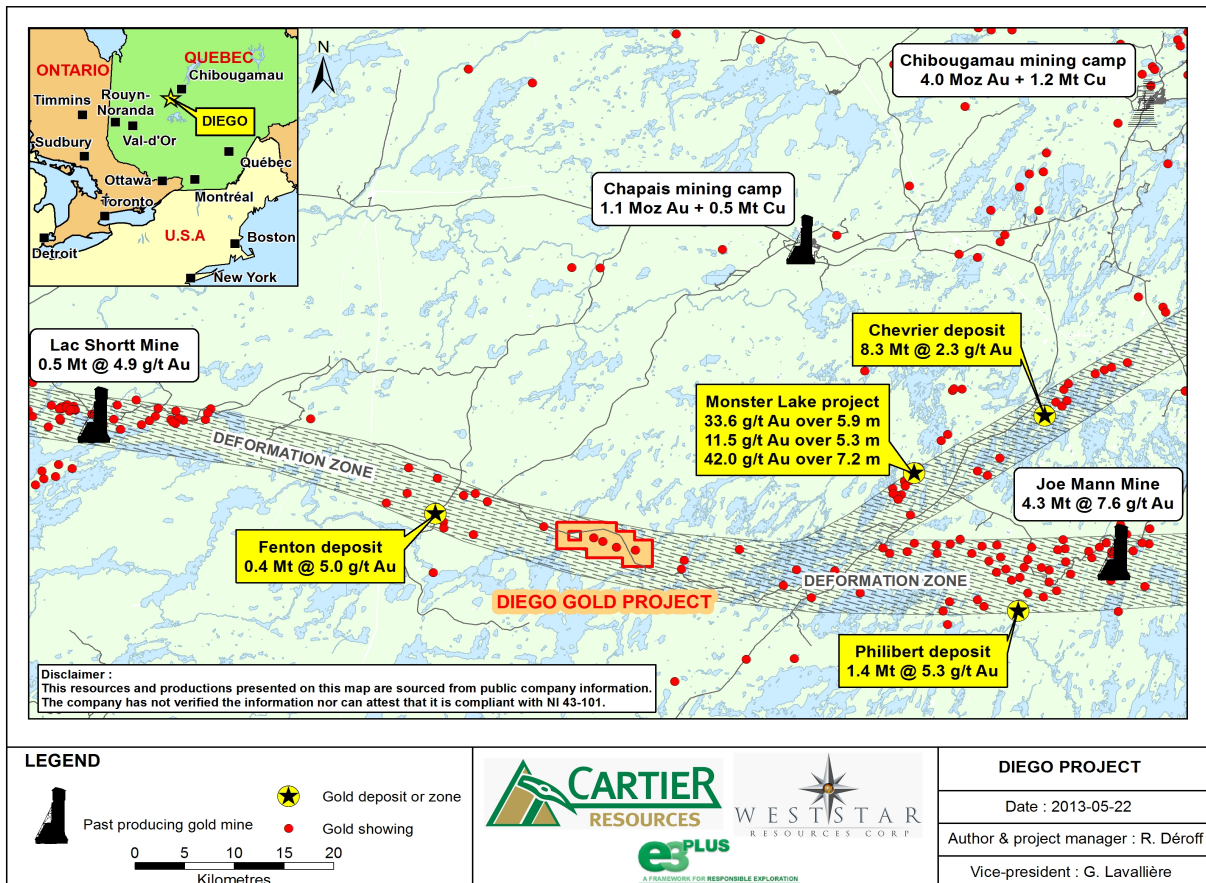 ONTARIO
QUEBEC
Chibougamau
Timmins
Rouyn-
Noranda
DIEGO
Val-d'Or
Sudbury
Québec
Ottawa
Montréal
Toronto
U.S.A
Boston
Detroit
New York
N
1
Chibougamau mining camp
4.0 Moz Au + 1.2 Mt Cu
Chapais mining camp
1.1 Moz Au + 0.5 Mt Cu
Lac Shortt Mine
0.5 Mt @ 4.9 g/t Au
Chevrier deposit
8.3 Mt @ 2.3 g/t Au
Monster Lake project
33.6 g/t Au over 5.9 m
11.5 g/t Au over 5.3 m
42.0 g/t Au over 7.2 m
DEFORMATION ZONE
Joe Mann Mine
4.3 Mt @ 7.6 g/t Au
Fenton deposit
0.4 Mt @ 5.0 g/t Au
DEFORMATION ZONE
DIEGO GOLD PROJECT
Philibert deposit
1.4 Mt @ 5.3 g/t Au
Disclaimer :
This resources and productions presented on this map are sourced from public company information.
The company has not verified the information nor can attest that it is compliant with NI 43-101.
LEGEND
Past producing gold mine
Gold deposit or zone
Gold showing
0 5 10 15 20
Kilometres
CARTIER
RESOURCES
WESTSTAR
RESOURCES CORP
e3 PLUS
A FRAMEWORK FOR RESPONSIBLE EXPLORATION
DIEGO PROJECT
Date : 2013-05-22
Author & project manager : R. Déroff
Vice-president : G. Lavallière